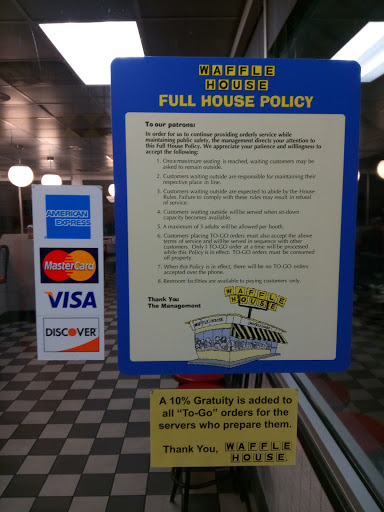 WAFFLE
HOUSE
FULL HOUSE POLICY
To our patrons:
In order for us to continue providing orderly service while
maintaining public safety, the management directs your attention to
this Full House Policy. We appreciate your patience and willingness to
accept the following:
1. Once maximum seating is reached, waiting customers may be
asked to remain outside.
2. Customers waiting outside are responsible for maintaining their
respective place in line.
3. Customers waiting outside are expected to abide by the House
Rules. Failure to comply with these rules may result in refusal
of service.
4. Customers waiting outside will be served when sit-down
capacity becomes available.
5. A maximum of 5 adults will be allowed per booth.
6. Customers placing TO-GO orders must also accept the above
terms of service and will be served in sequence with other
customers. Only 1 TO-GO order at a time will be processed
while this Policy is in effect. TO-GO orders must be consumed
off property.
7. When this Policy is in effect, there will be no TO-GO orders
accepted over the phone.
8. Restroom facilities are available to paying customers only.
Thank You
The Management
WAFFLE
HOUSE
WAFFLE HOUSE
AMERICAN
EXPRESS
MasterCard
VISA
DISCOVER
A 10% Gratuity is added to
all "To-Go" orders for the
servers who prepare them.
Thank You, WAFFLE
HOUSE.